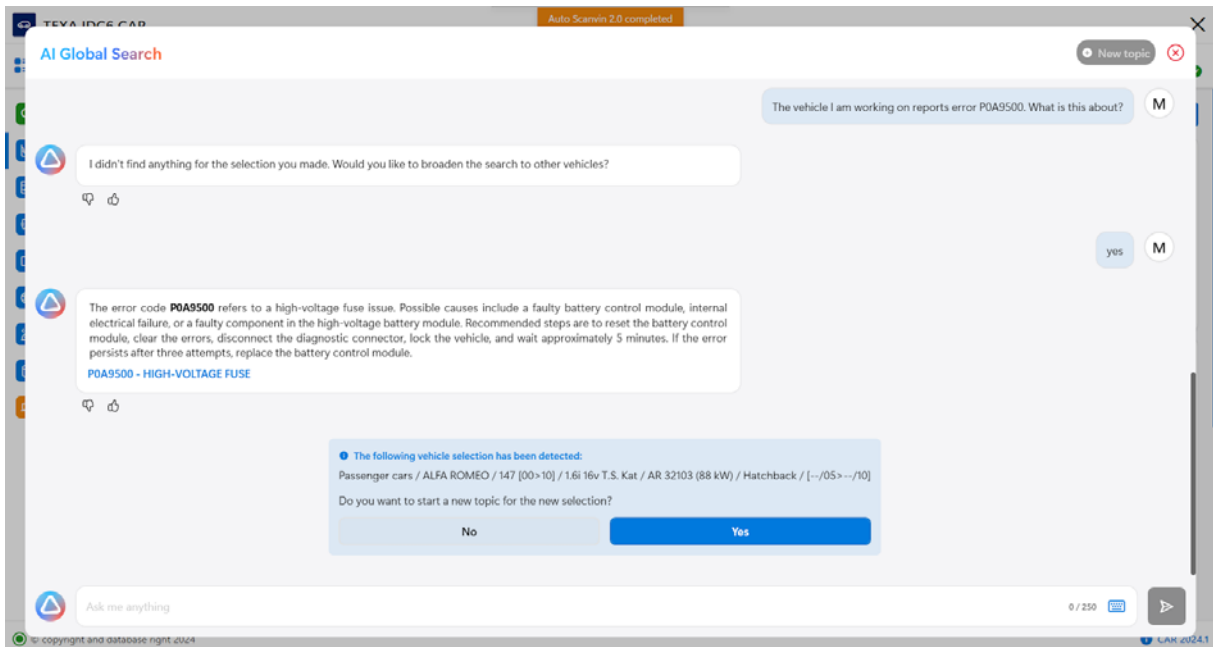 TEXA IDC6 CAR
Auto Scanvin 2.0 completed
AI Global Search
New topic
The vehicle I am working on reports error P0A9500. What is this about?
M
I didn't find anything for the selection you made. Would you like to broaden the search to other vehicles?
yes
M
The error code P0A9500 refers to a high-voltage fuse issue. Possible causes include a faulty battery control module, internal
electrical failure, or a faulty component in the high-voltage battery module. Recommended steps are to reset the battery control
module, clear the errors, disconnect the diagnostic connector, lock the vehicle, and wait approximately 5 minutes. If the error
persists after three attempts, replace the battery control module.
P0A9500 - HIGH-VOLTAGE FUSE
The following vehicle selection has been detected:
Passenger cars / ALFA ROMEO / 147 [00>10] / 1.6i 16v T.S. Kat / AR 32103 (88 kW) / Hatchback / [--/05>--/10]
Do you want to start a new topic for the new selection?
No
Yes
Ask me anything
0 / 250
© copyright and database right 2024
CAR 2024.1